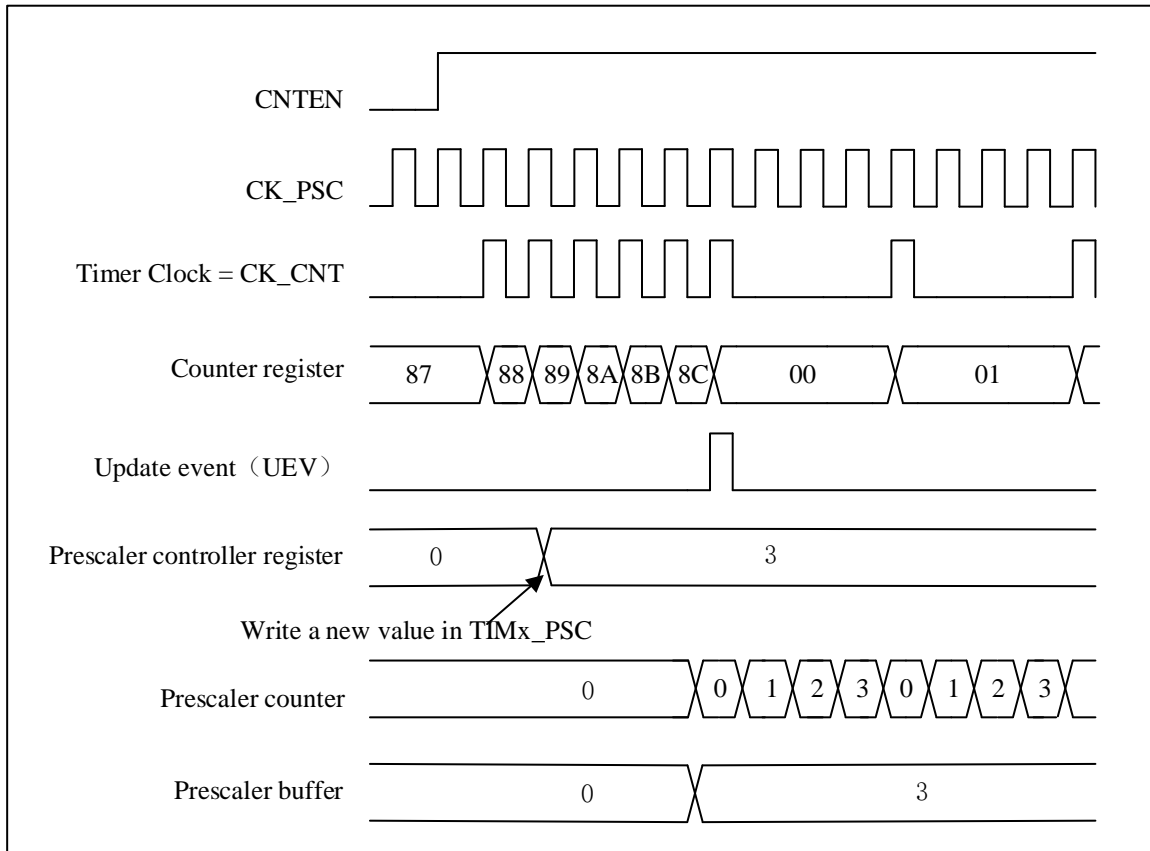 CNTEN
CK_PSC
Timer Clock = CK_CNT
Counter register
87 88 89 8A 8B 8C 00 01
Update event（UEV）
Prescaler controller register
0 3
Write a new value in TIMx_PSC
Prescaler counter
0 0 1 2 3 0 1 2 3
Prescaler buffer
0 3